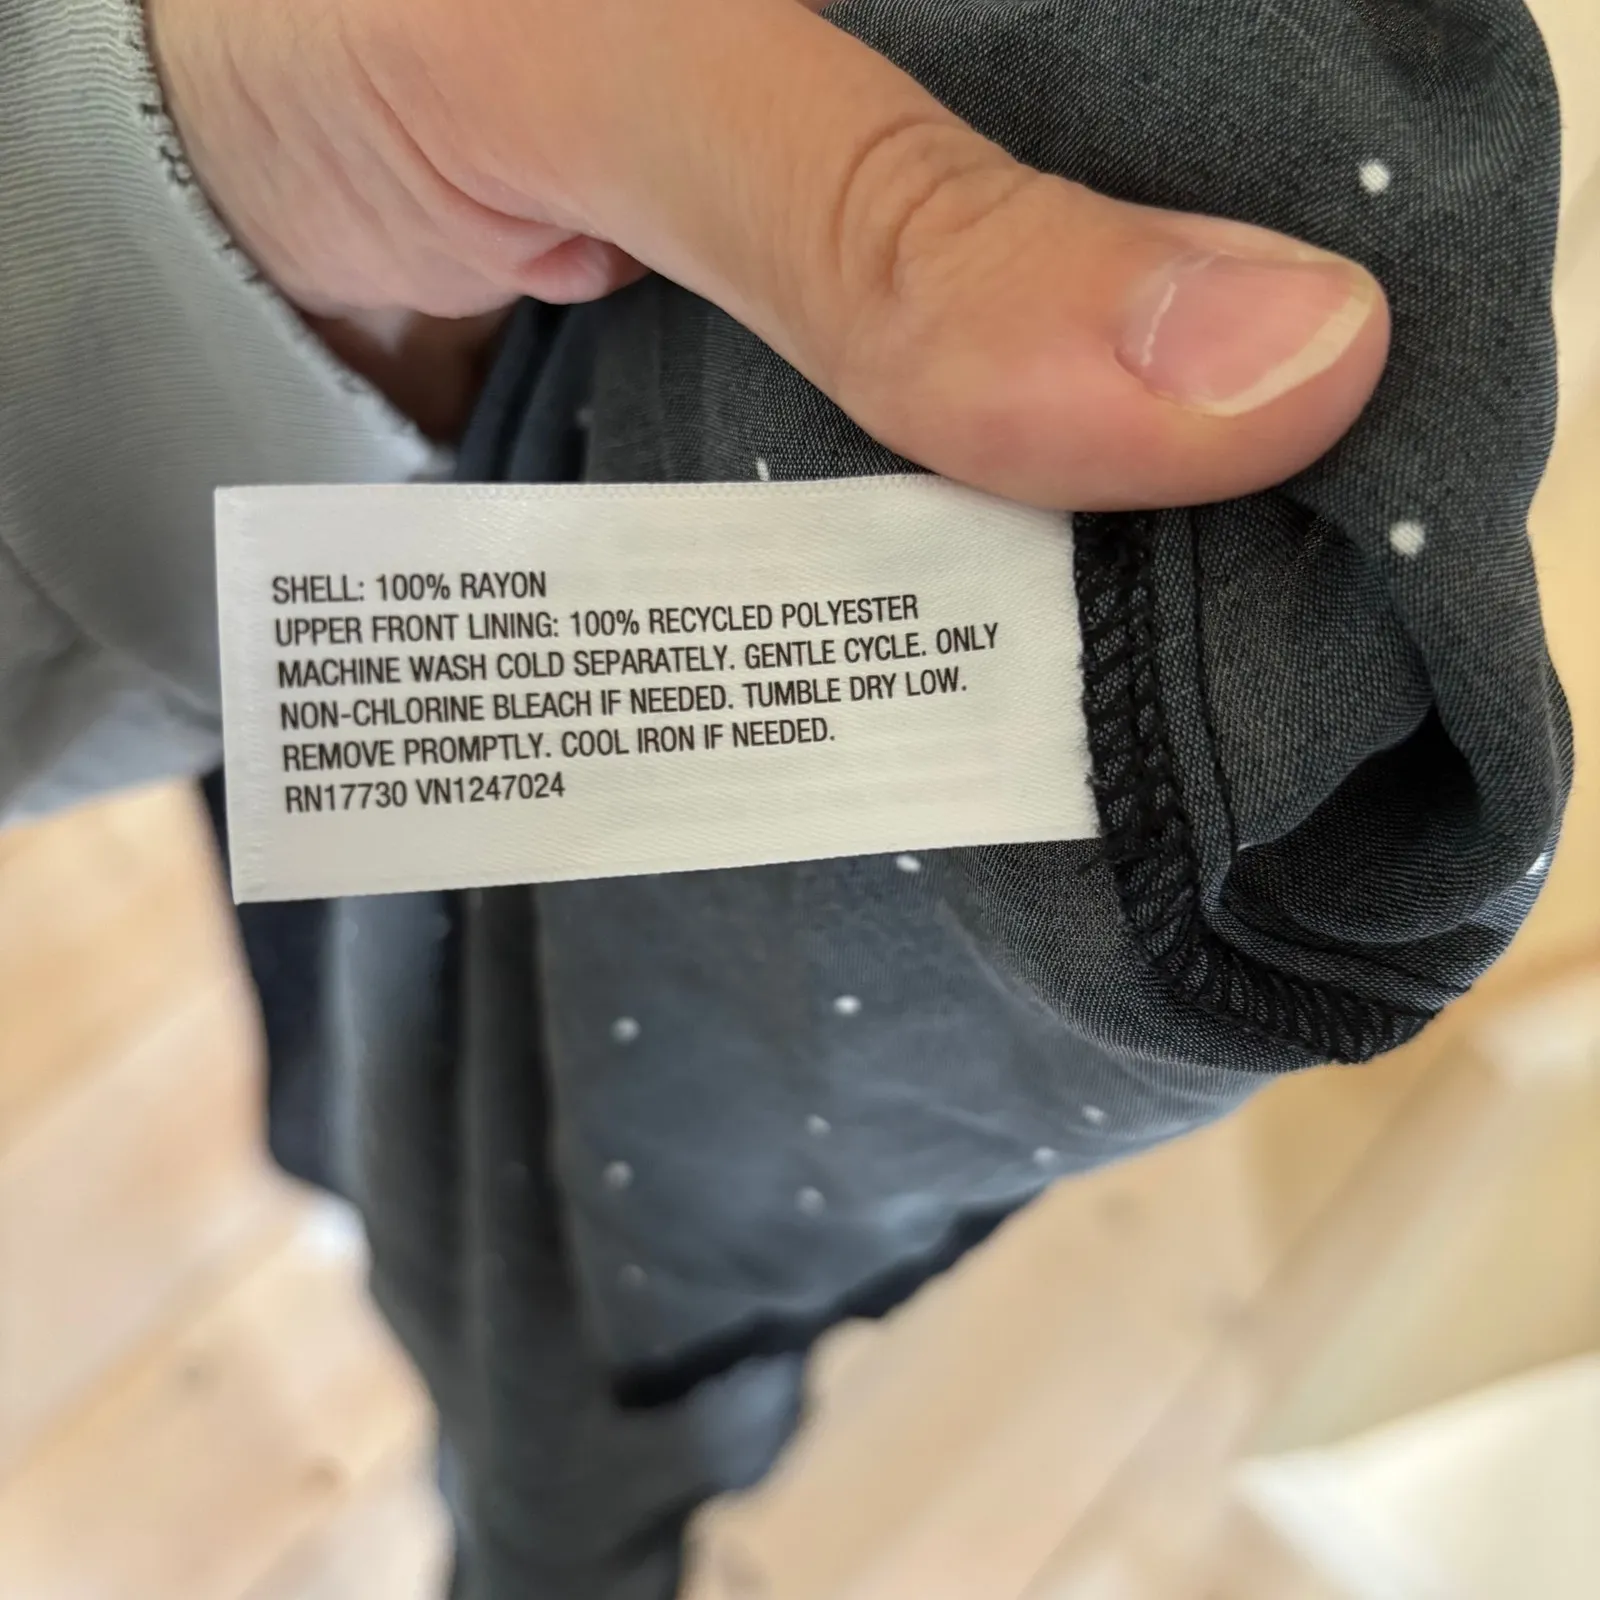 SHELL: 100% RAYON
UPPER FRONT LINING: 100% RECYCLED POLYESTER
MACHINE WASH COLD SEPARATELY. GENTLE CYCLE. ONLY
NON-CHLORINE BLEACH IF NEEDED. TUMBLE DRY LOW.
REMOVE PROMPTLY. COOL IRON IF NEEDED.
RN17730 VN1247024